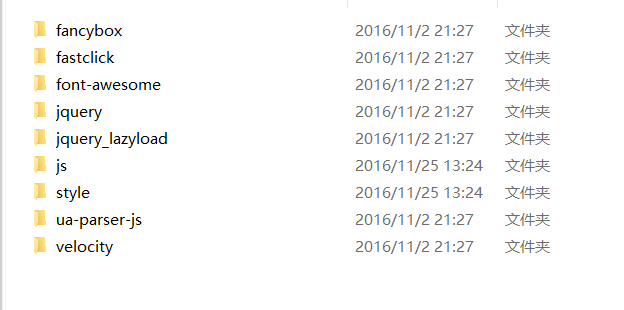 fancybox 2016/11/2 21:27 文件夹
fastclick 2016/11/2 21:27 文件夹
font-awesome 2016/11/2 21:27 文件夹
jquery 2016/11/2 21:27 文件夹
jquery_lazyload 2016/11/2 21:27 文件夹
js 2016/11/25 13:24 文件夹
style 2016/11/25 13:24 文件夹
ua-parser-js 2016/11/2 21:27 文件夹
velocity 2016/11/2 21:27 文件夹